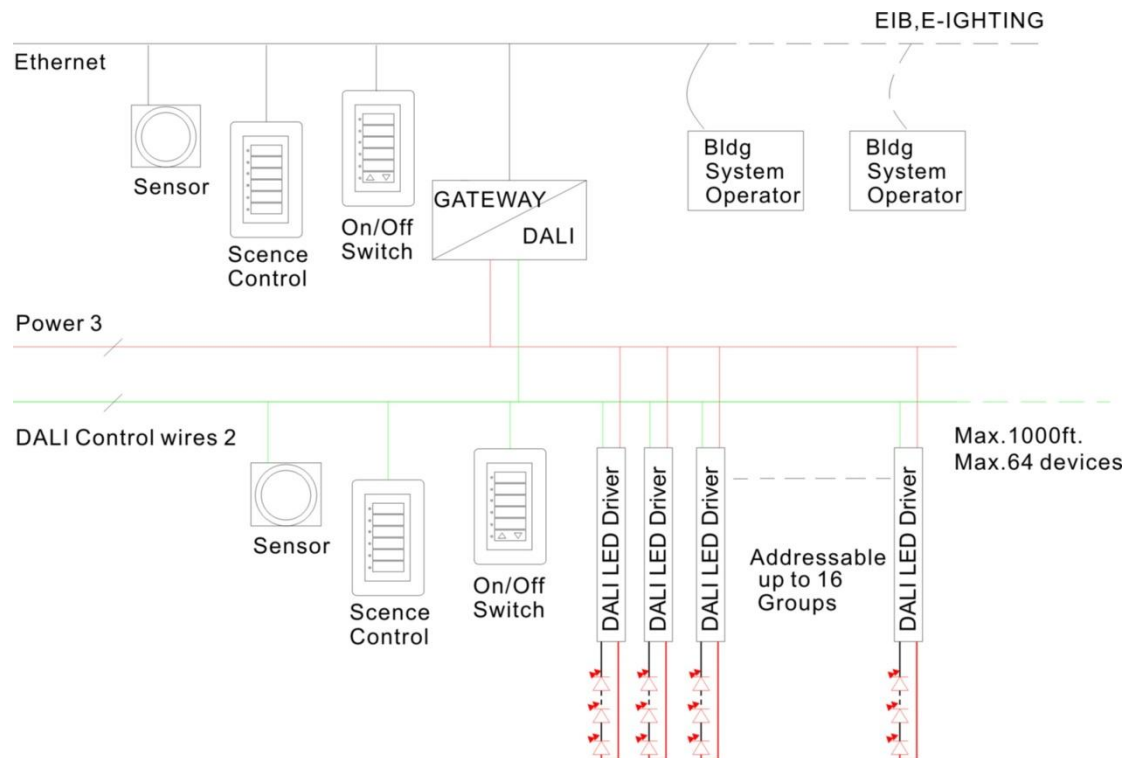 EIB,E-IGHTING
Ethernet
Sensor
Scence
Control
On/Off
Switch
GATEWAY
DALI
Bldg
System
Operator
Bldg
System
Operator
Power 3
DALI Control wires 2
Max.1000ft.
Max.64 devices
Sensor
Scence
Control
On/Off
Switch
DALI LED Driver
DALI LED Driver
DALI LED Driver
Addressable
up to 16
Groups
DALI LED Driver